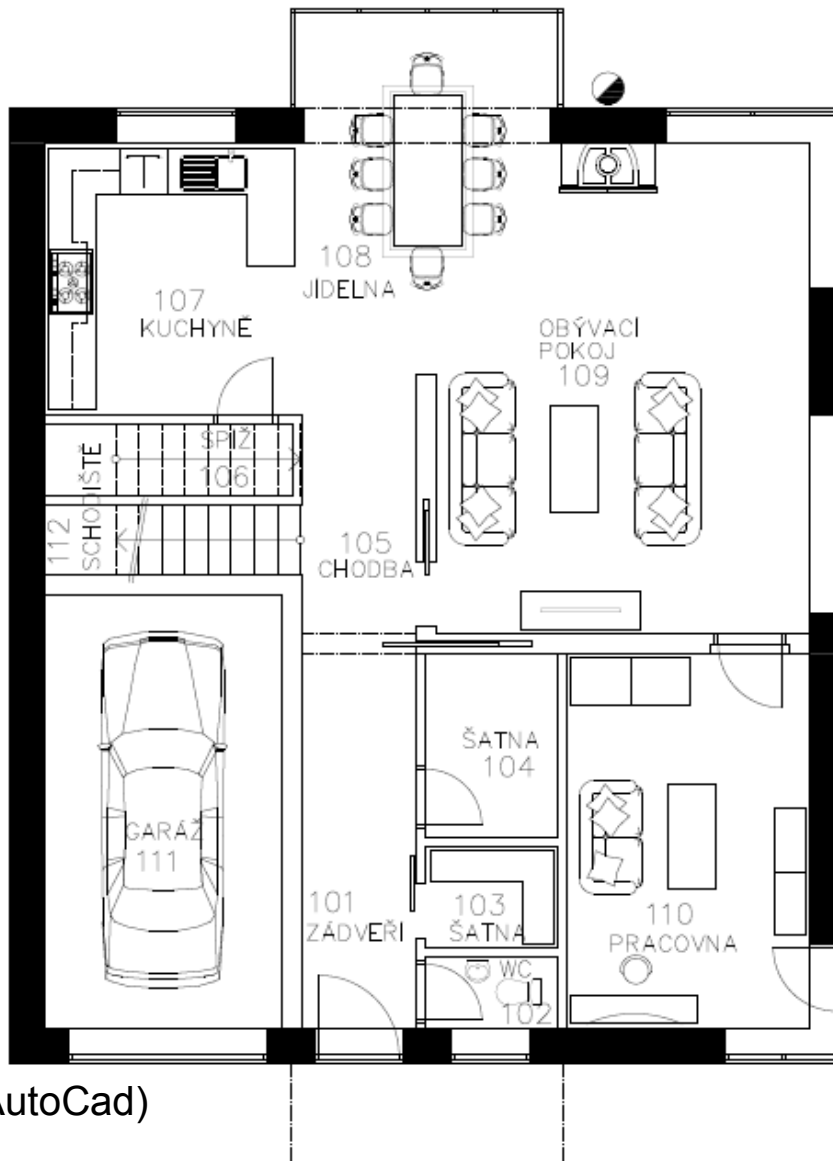 108
JÍDELNA
107
KUCHYNĚ
OBÝVACÍ
POKOJ
109
SPÍŽ
106
112
SCHODIŠTĚ
105
CHODBA
ŠATNA
104
GARÁŽ
111
101
ZÁDVEŘÍ
103
ŠATNA
110
PRACOVNA
WC
102
AutoCad)